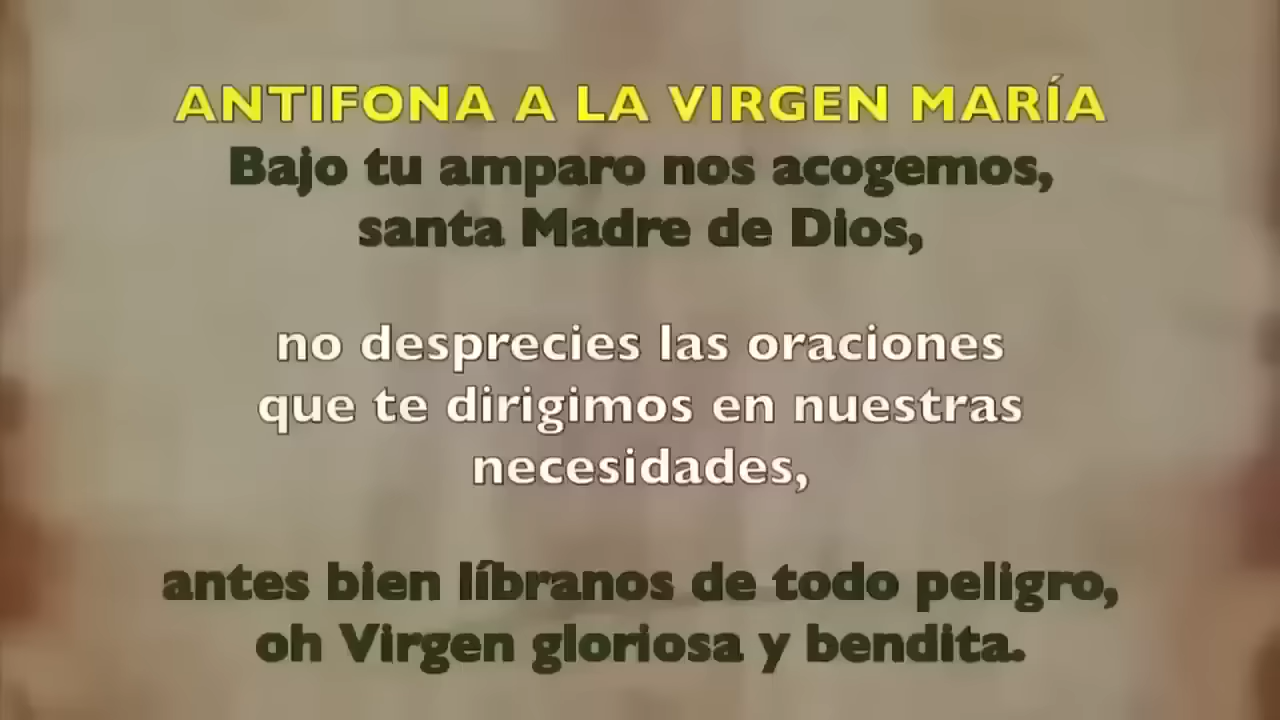 ANTIFONA A LA VIRGEN MARÍA
Bajo tu amparo nos acogemos,
santa Madre de Dios,
no desprecies las oraciones
que te dirigimos en nuestras
necesidades,
antes bien líbranos de todo peligro,
oh Virgen gloriosa y bendita.